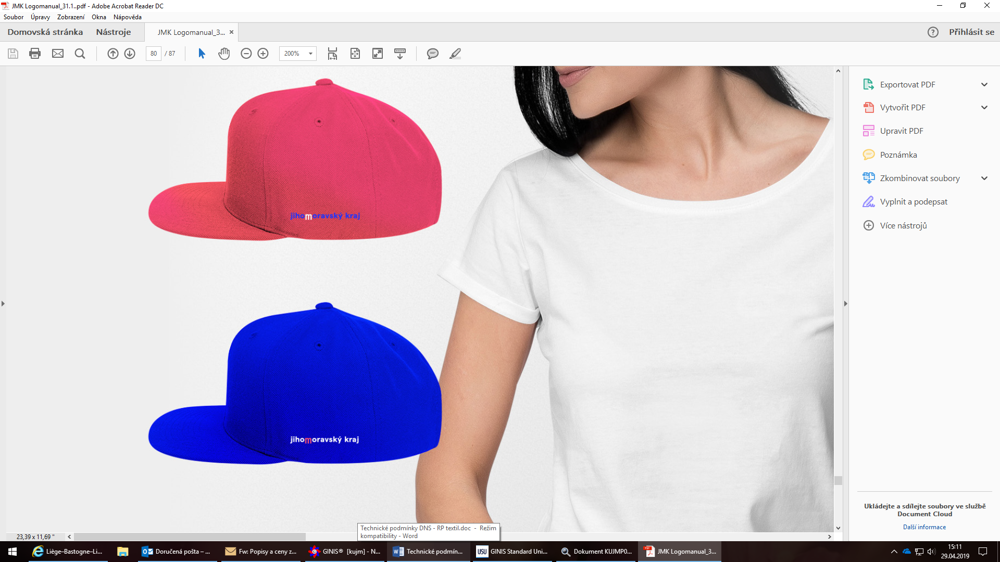 JMK Logomanual_31.1..pdf - Adobe Acrobat Reader DC
Soubor Úpravy Zobrazení Okna Nápověda
Domovská stránka Nástroje JMK Logomanual_3... × Přihlásit se
80 / 87 200%
jihomoravský kraj
jihomoravský kraj
Exportovat PDF
Vytvořit PDF
Upravit PDF
Poznámka
Zkombinovat soubory
Vyplnit a podepsat
Více nástrojů
Ukládejte a sdílejte soubory ve službě
Document Cloud
Další informace
Technické podmínky DNS - RP textil.doc - Režim
kompatibility - Word
23,39 x 11,69 "
Liège–Bastogne–Li... Doručená pošta – ... Fw: Popisy a ceny z... GINIS® [kujm] - N... Technické podmín... USU GINIS Standard Uni... Dokument KUJMP0... JMK Logomanual_3...
15:11
29.04.2019